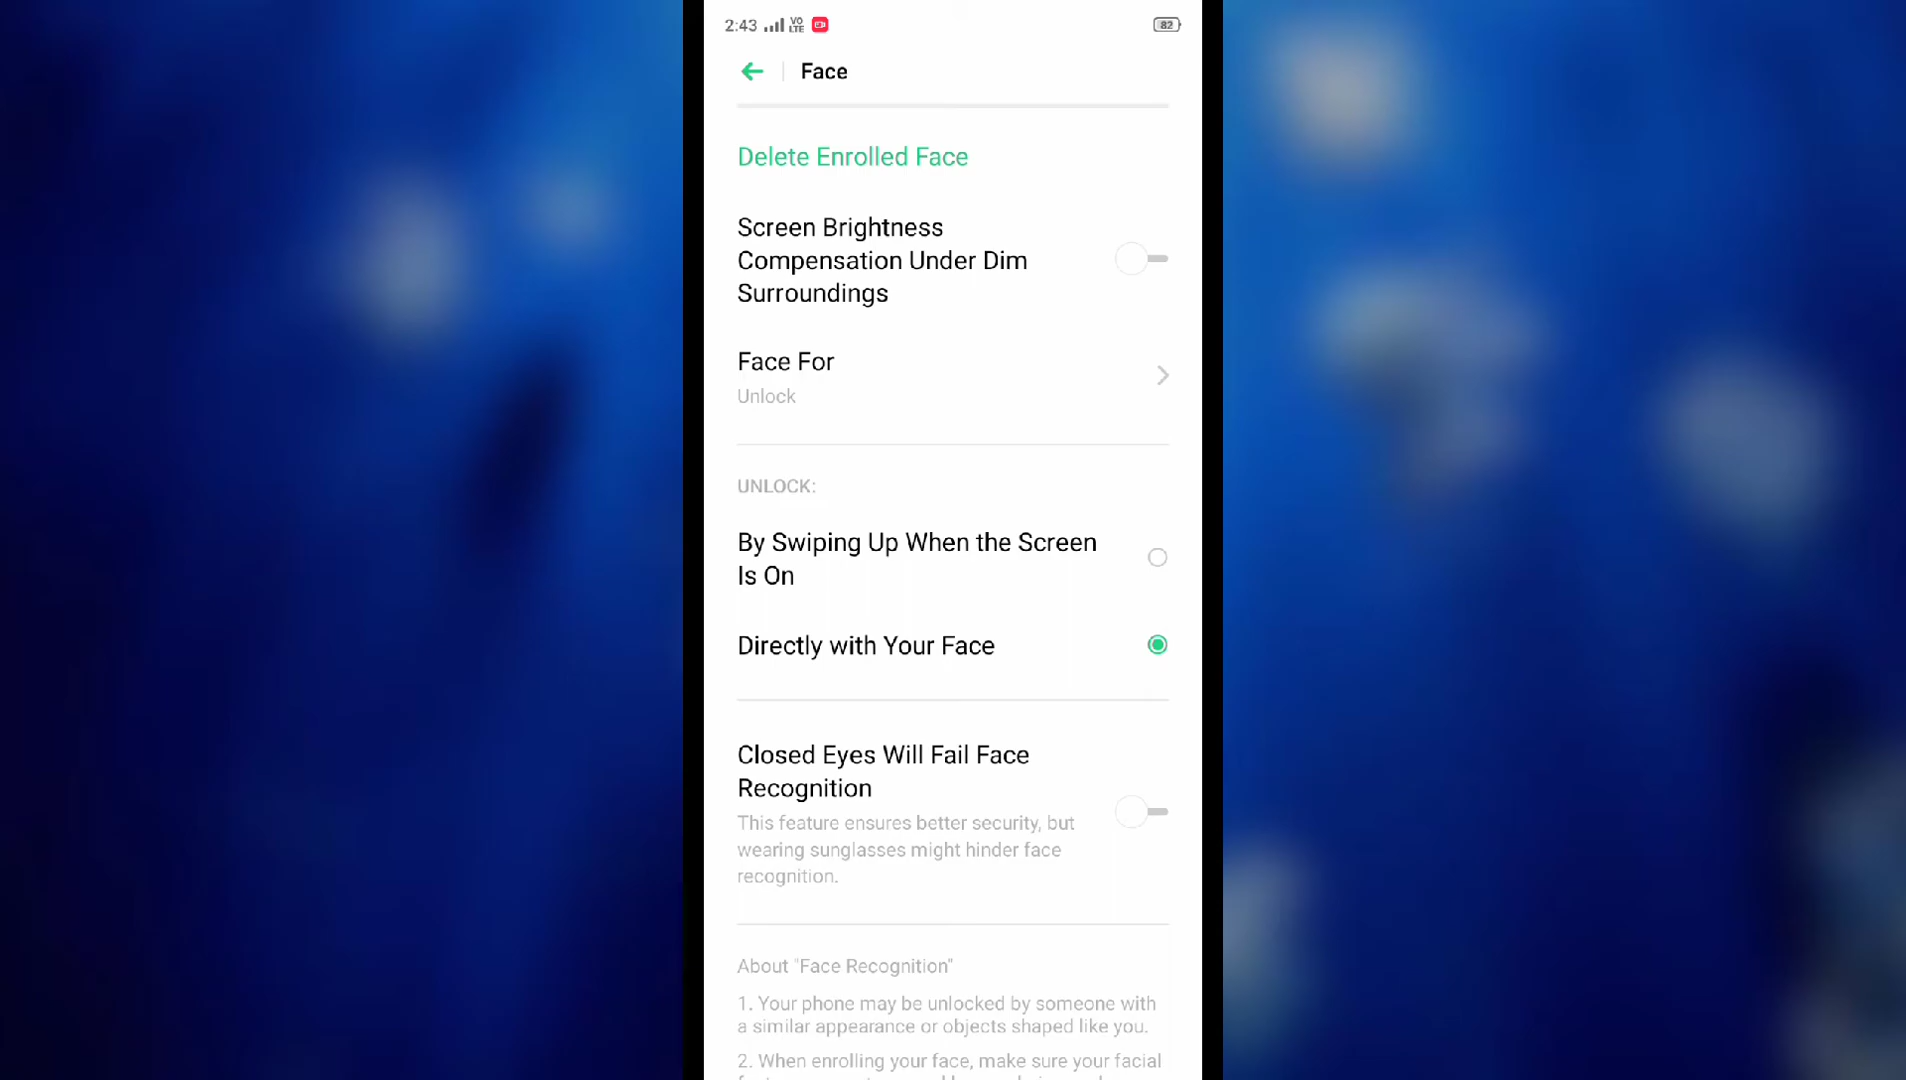 2:43 VO LTE 82
Face
Delete Enrolled Face
Screen Brightness
Compensation Under Dim
Surroundings
Face For
Unlock
UNLOCK:
By Swiping Up When the Screen
Is On
Directly with Your Face
Closed Eyes Will Fail Face
Recognition
This feature ensures better security, but
wearing sunglasses might hinder face
recognition.
About "Face Recognition"
1. Your phone may be unlocked by someone with
a similar appearance or objects shaped like you.
2. When enrolling your face, make sure your facial